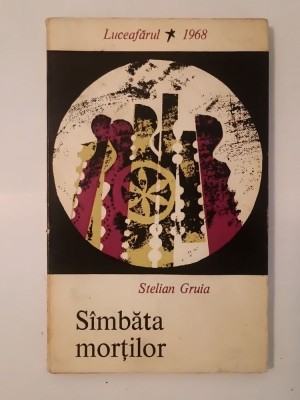 Luceafărul ★ 1968
Stelian Gruia
Sîmbăta
morților